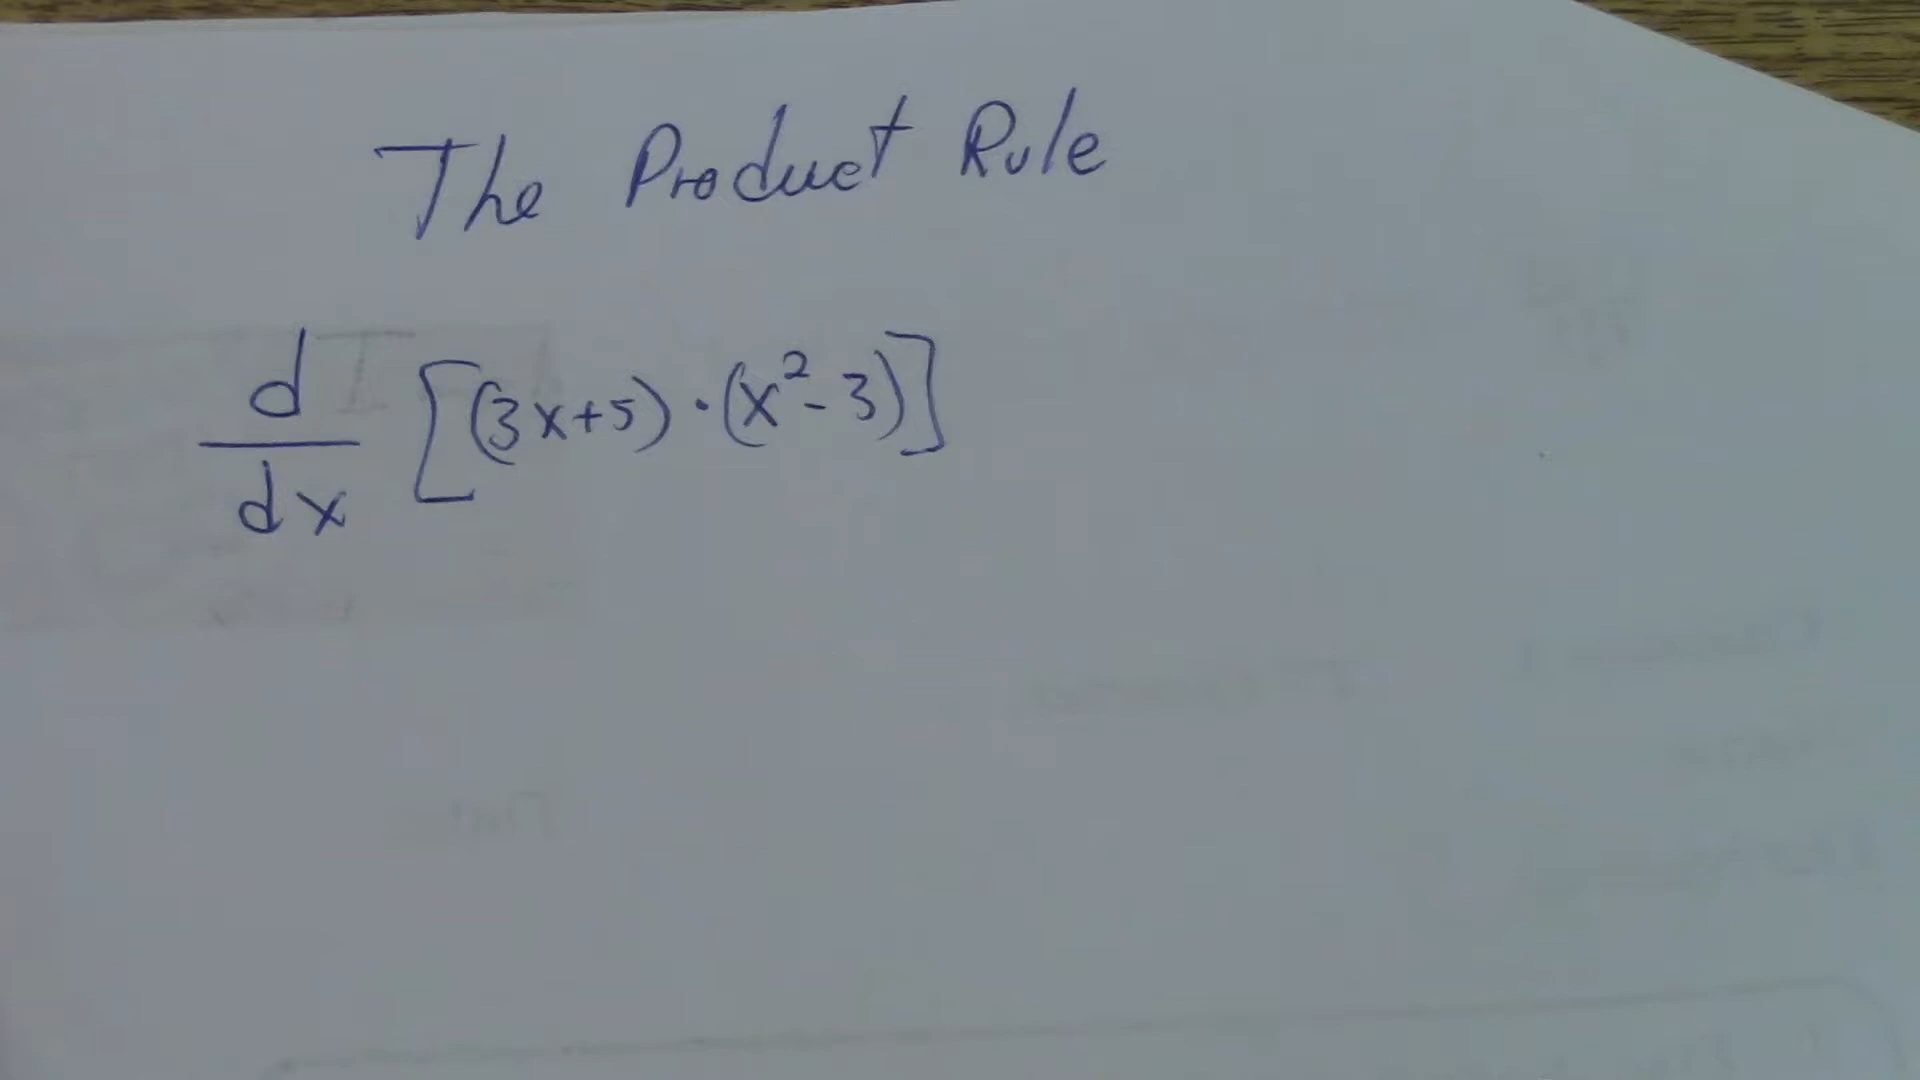 The Product Rule
d/dx [(3x+5)·(x²-3)]